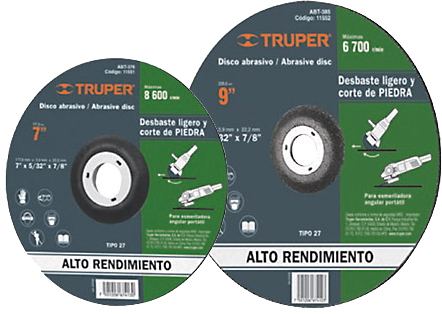 ABT-376
Código: 11551
TRUPER®
Máximas
8 600 r/min
Disco abrasivo / Abrasive disc
7"
Desbaste ligero y
corte de PIEDRA
7" x 5/32" x 7/8"
Para esmeriladora
angular portátil
TIPO 27
ALTO RENDIMIENTO
ABT-385
Código: 11552
TRUPER®
Máximas
6 700 r/min
Disco abrasivo / Abrasive disc
9"
Desbaste ligero y
corte de PIEDRA
/32" x 7/8"
Para esmeriladora
angular portátil
TIPO 27
ALTO RENDIMIENTO